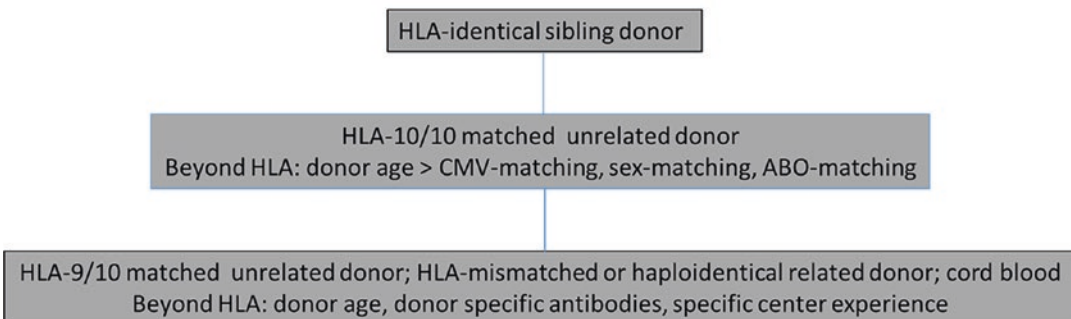 HLA-identical sibling donor
HLA-10/10 matched unrelated donor
Beyond HLA: donor age > CMV-matching, sex-matching, ABO-matching
HLA-9/10 matched unrelated donor; HLA-mismatched or haploidentical related donor; cord blood
Beyond HLA: donor age, donor specific antibodies, specific center experience